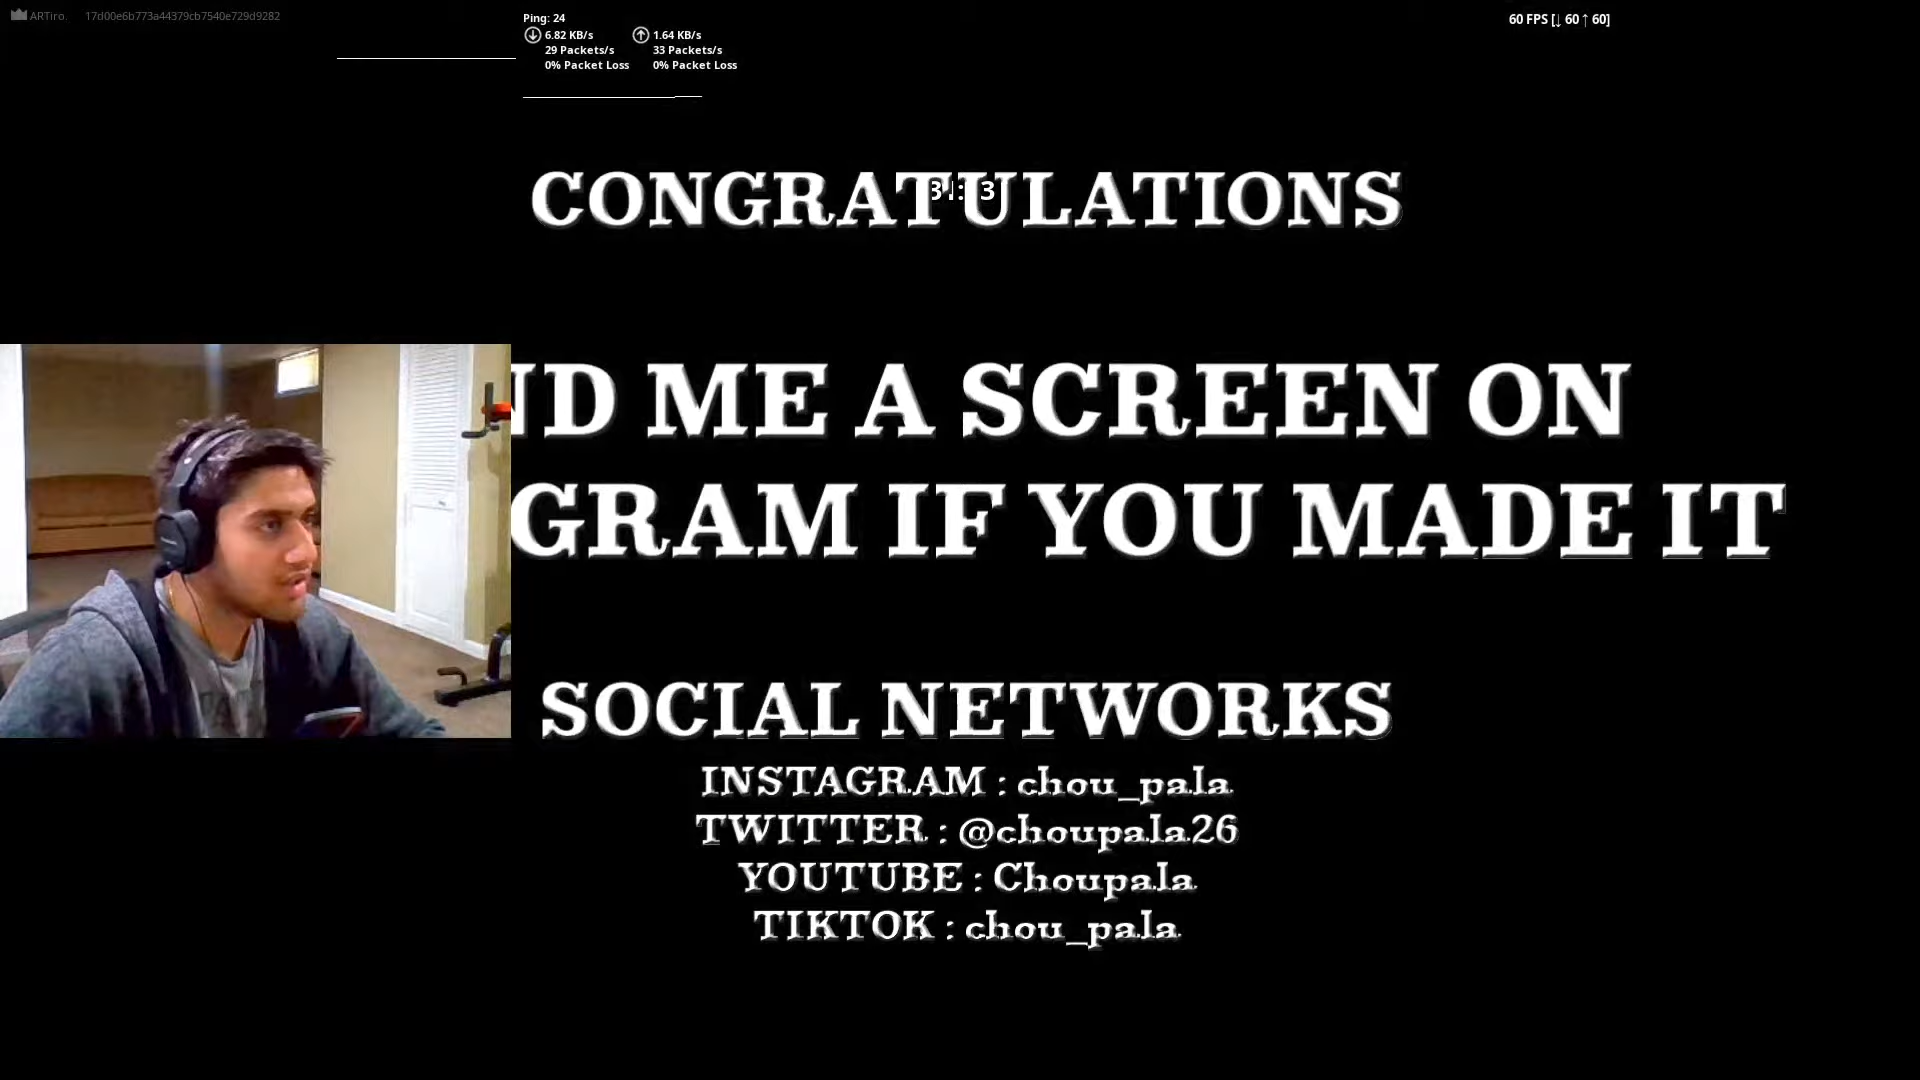 ARTiro. 17d00e6b773a44379cb7540e729d9282
Ping: 24
6.82 KB/s 1.64 KB/s
29 Packets/s 33 Packets/s
0% Packet Loss 0% Packet Loss
60 FPS [↓ 60 ↑ 60]
CONGRATULATIONS
ND ME A SCREEN ON
GRAM IF YOU MADE IT
SOCIAL NETWORKS
INSTAGRAM : chou_pala
TWITTER : @choupala26
YOUTUBE : Choupala
TIKTOK : chou_pala